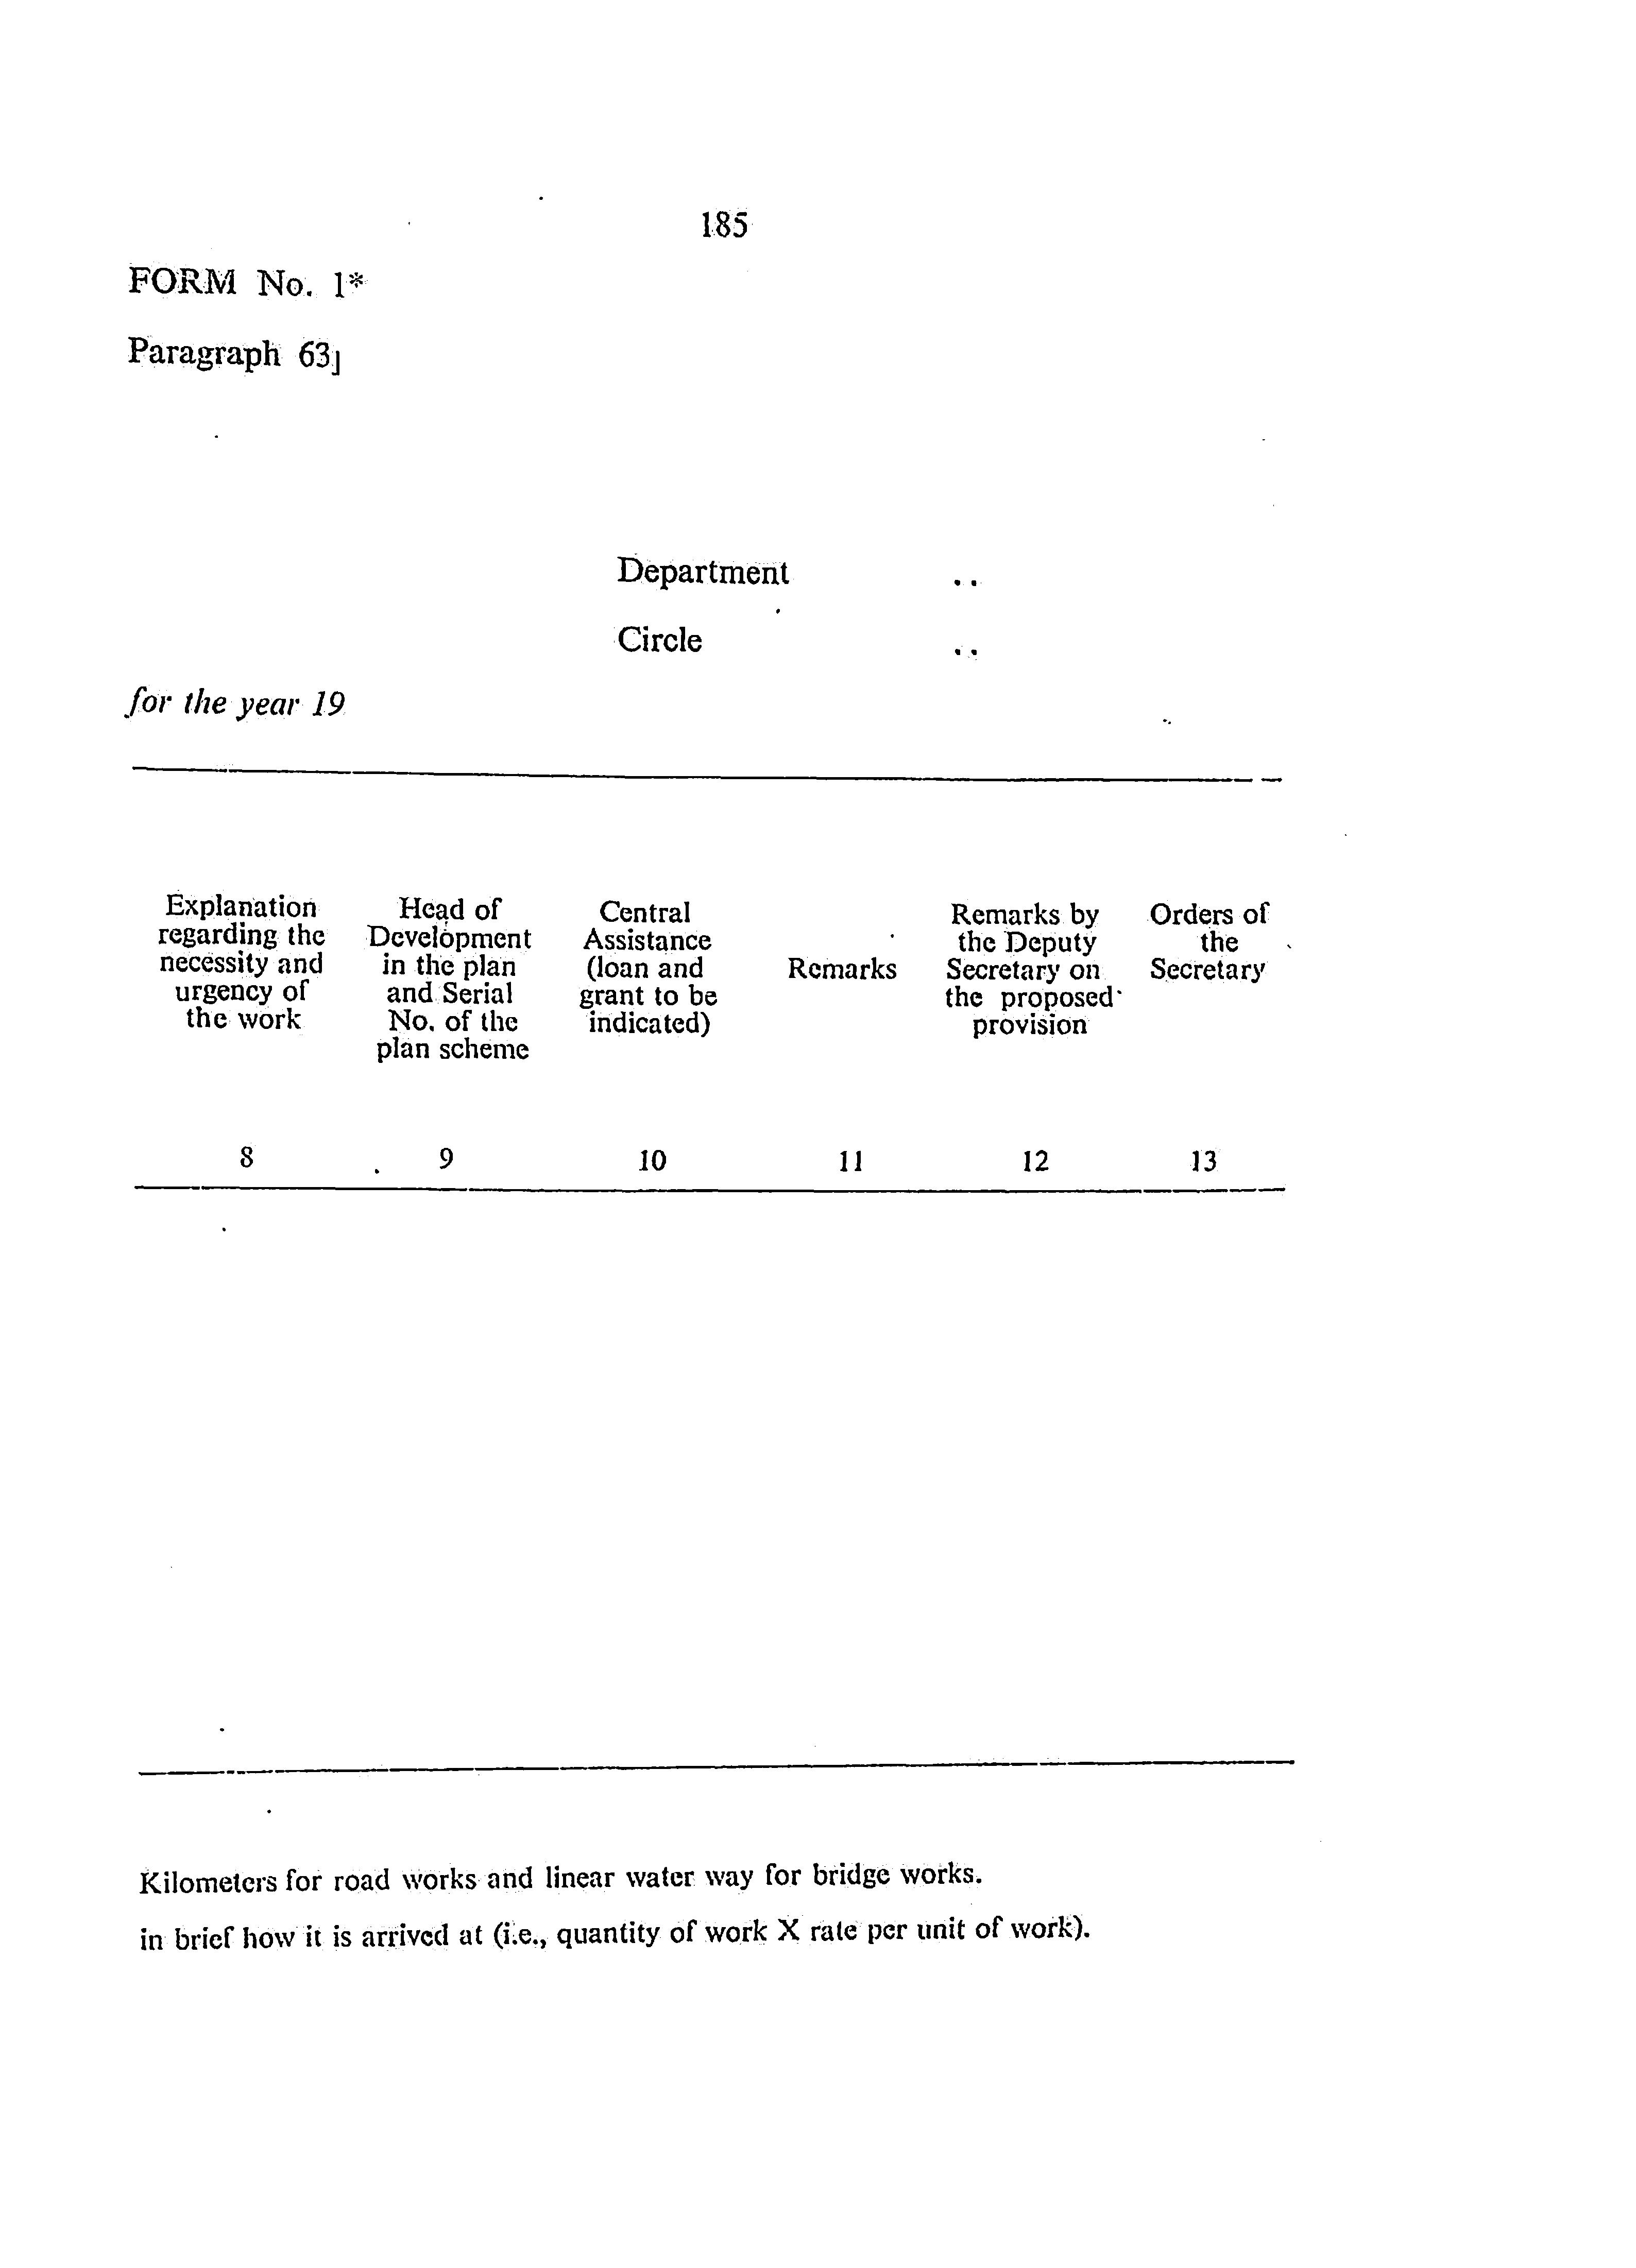 185
FORM No. 1*
Paragraph 63]
Department ..
Circle ..
for the year 19
Explanation
regarding the
necessity and
urgency of
the work
Head of
Development
in the plan
and Serial
No. of the
plan scheme
Central
Assistance
(loan and
grant to be
indicated)
Remarks
Remarks by
the Deputy
Secretary on
the proposed
provision
Orders of
the
Secretary
8 9 10 11 12 13
Kilometers for road works and linear water way for bridge works.
in brief how it is arrived at (i.e., quantity of work X rate per unit of work).